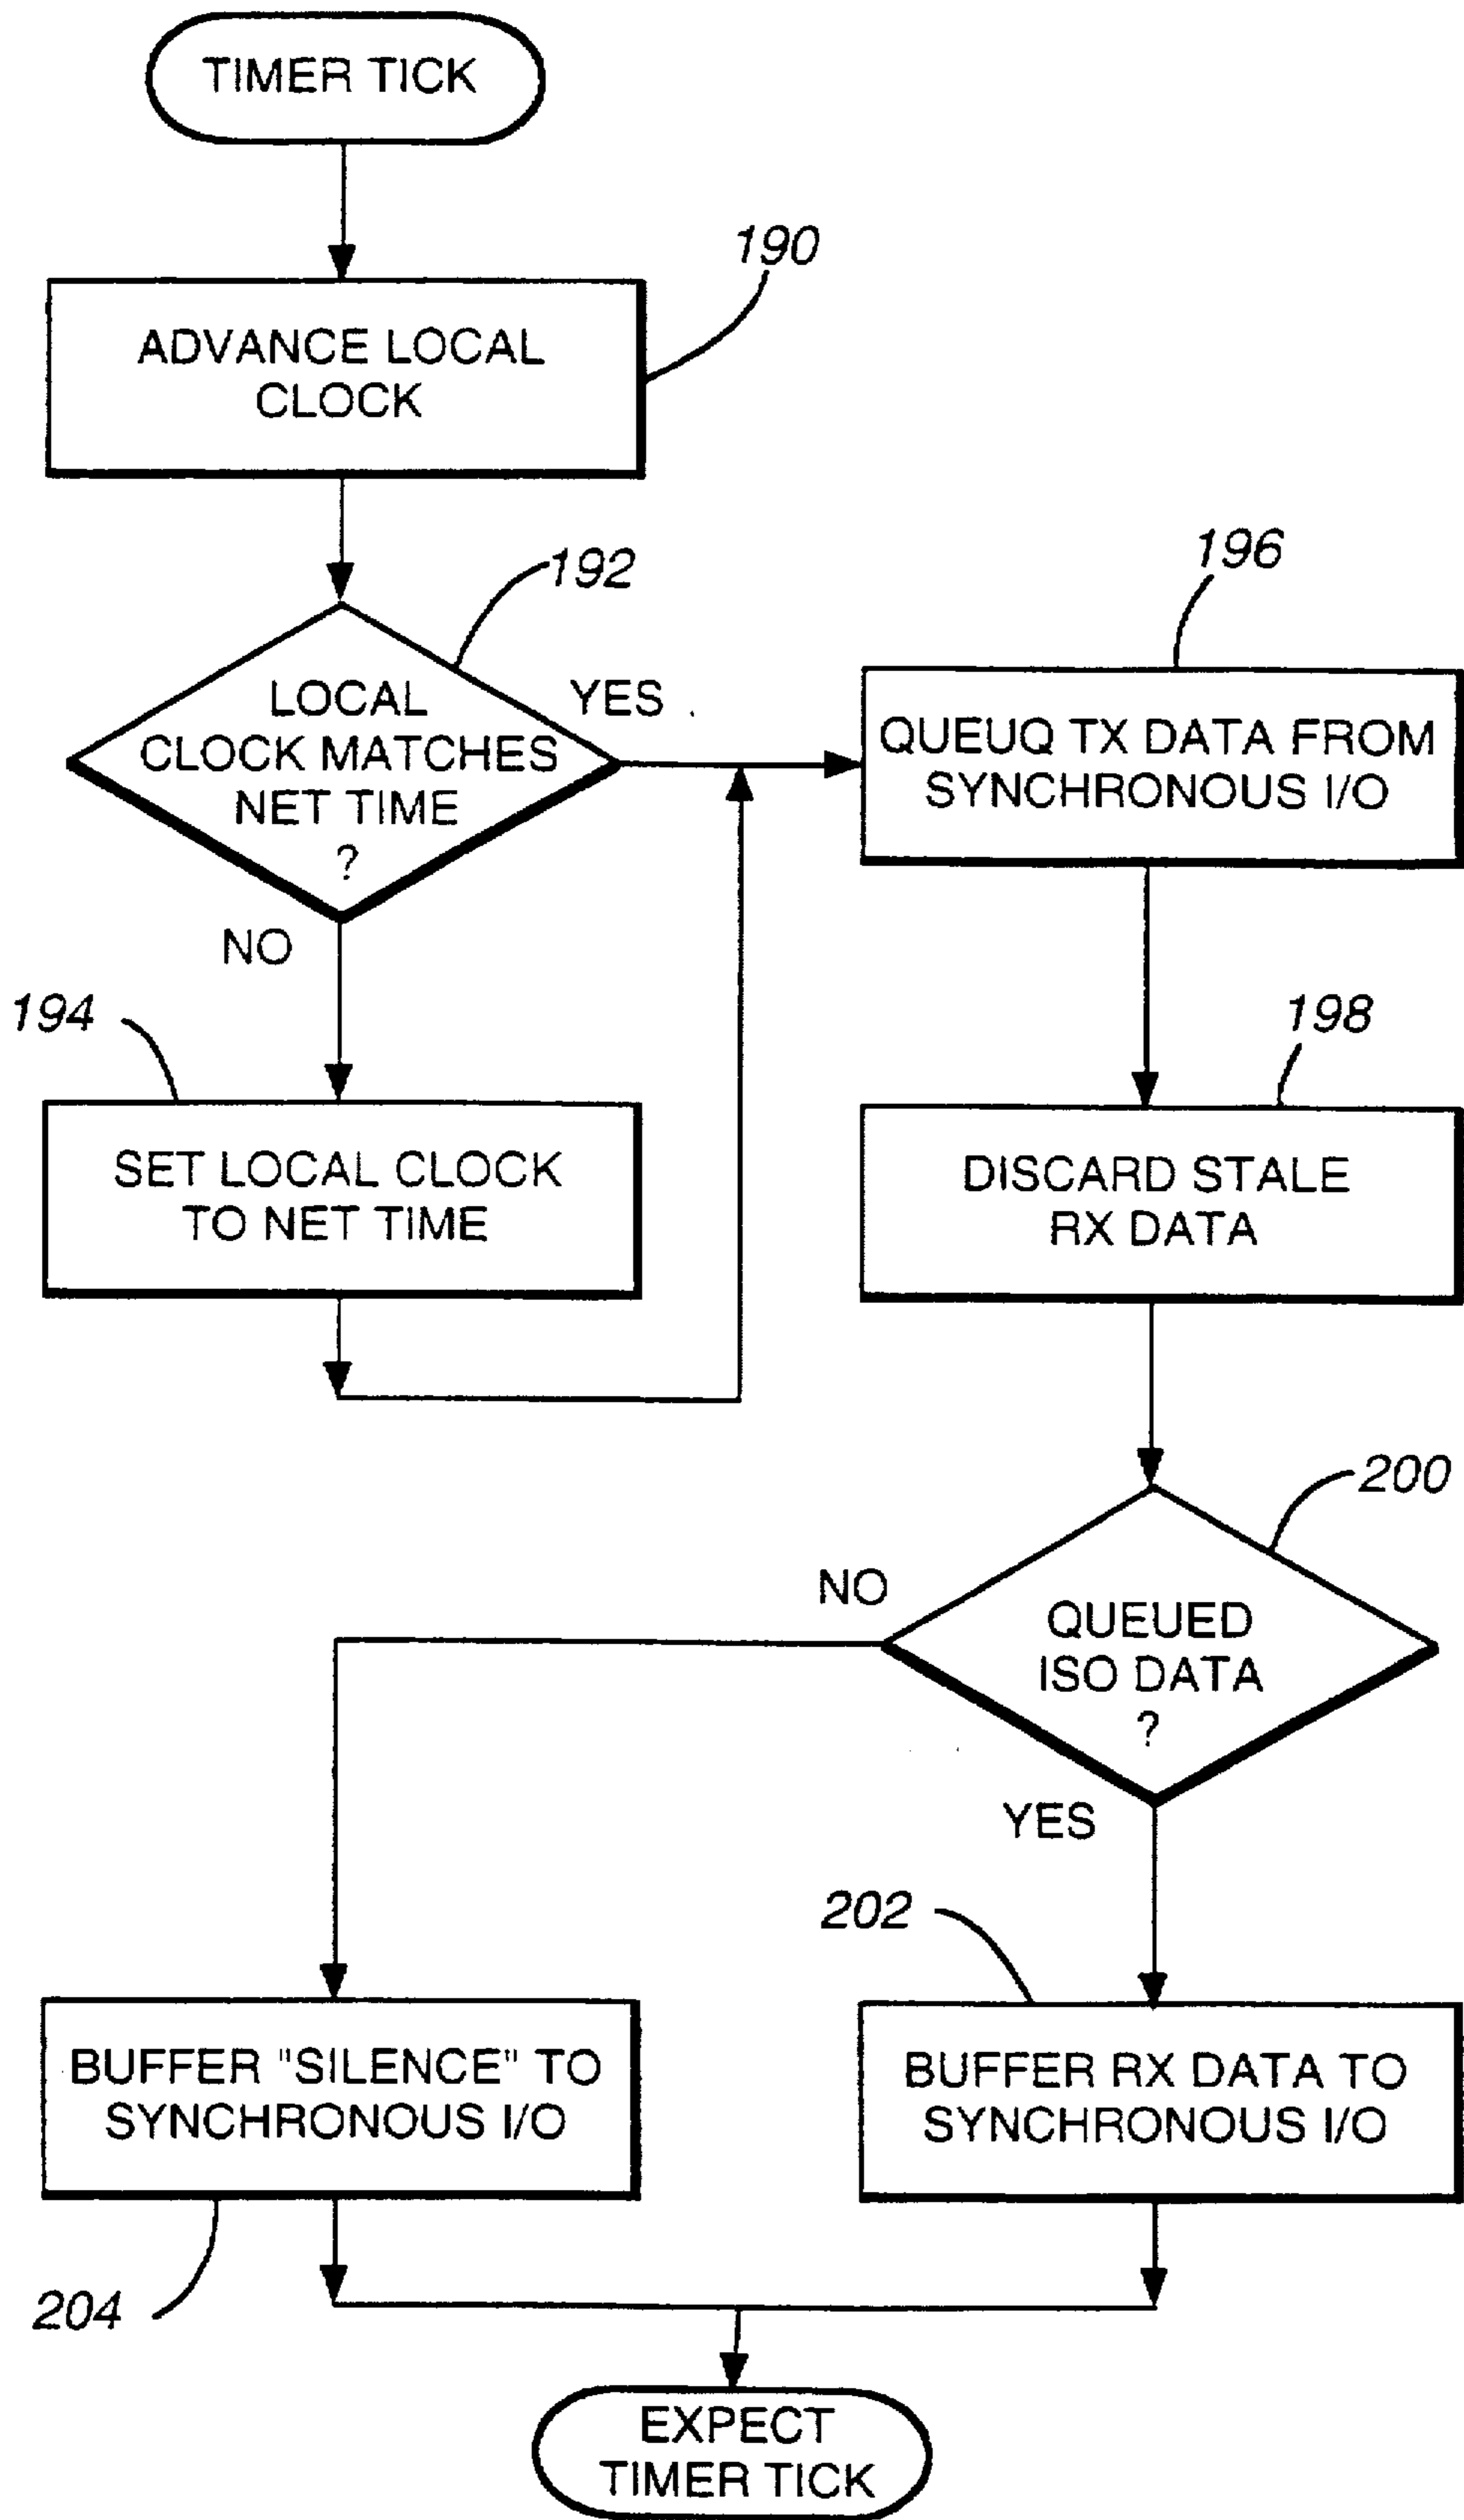 TIMER TICK
190
ADVANCE LOCAL
CLOCK
192
LOCAL
CLOCK MATCHES
NET TIME
?
YES
NO
194
SET LOCAL CLOCK
TO NET TIME
196
QUEUQ TX DATA FROM
SYNCHRONOUS I/O
198
DISCARD STALE
RX DATA
200
QUEUED
ISO DATA
?
NO
YES
202
BUFFER RX DATA TO
SYNCHRONOUS I/O
BUFFER "SILENCE" TO
SYNCHRONOUS I/O
204
EXPECT
TIMER TICK